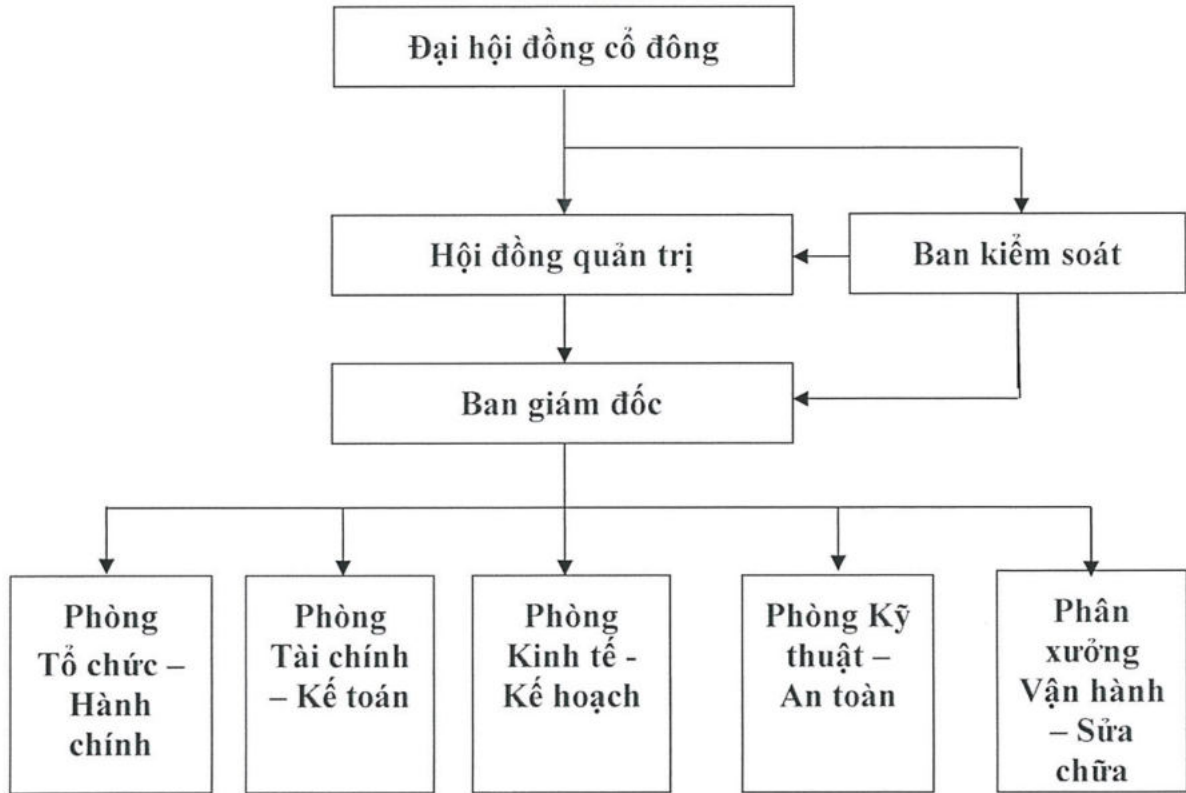 Đại hội đồng cổ đông
Hội đồng quản trị
Ban kiểm soát
Ban giám đốc
Phòng
Tổ chức –
Hành
chính
Phòng
Tài chính
– Kế toán
Phòng
Kinh tế -
Kế hoạch
Phòng Kỹ
thuật –
An toàn
Phân
xưởng
Vận hành
– Sửa
chữa